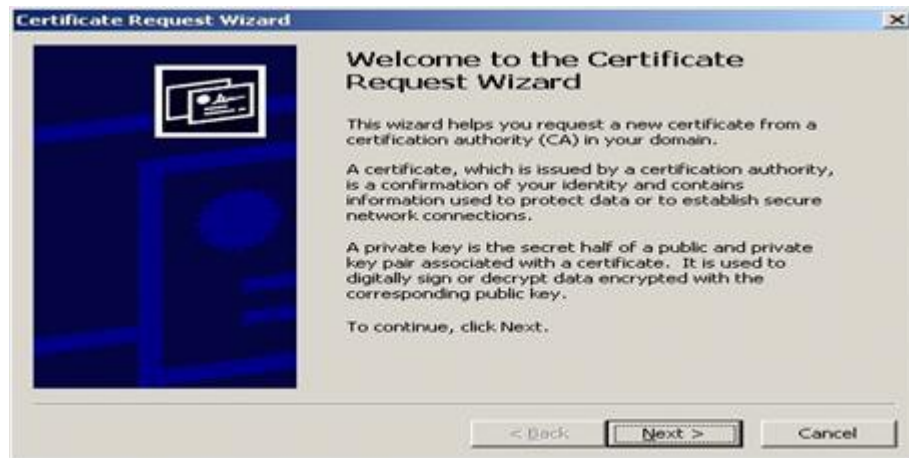 Certificate Request Wizard
Welcome to the Certificate
Request Wizard
This wizard helps you request a new certificate from a
certification authority (CA) in your domain.
A certificate, which is issued by a certification authority,
is a confirmation of your identity and contains
information used to protect data or to establish secure
network connections.
A private key is the secret half of a public and private
key pair associated with a certificate. It is used to
digitally sign or decrypt data encrypted with the
corresponding public key.
To continue, click Next.
< Back Next > Cancel